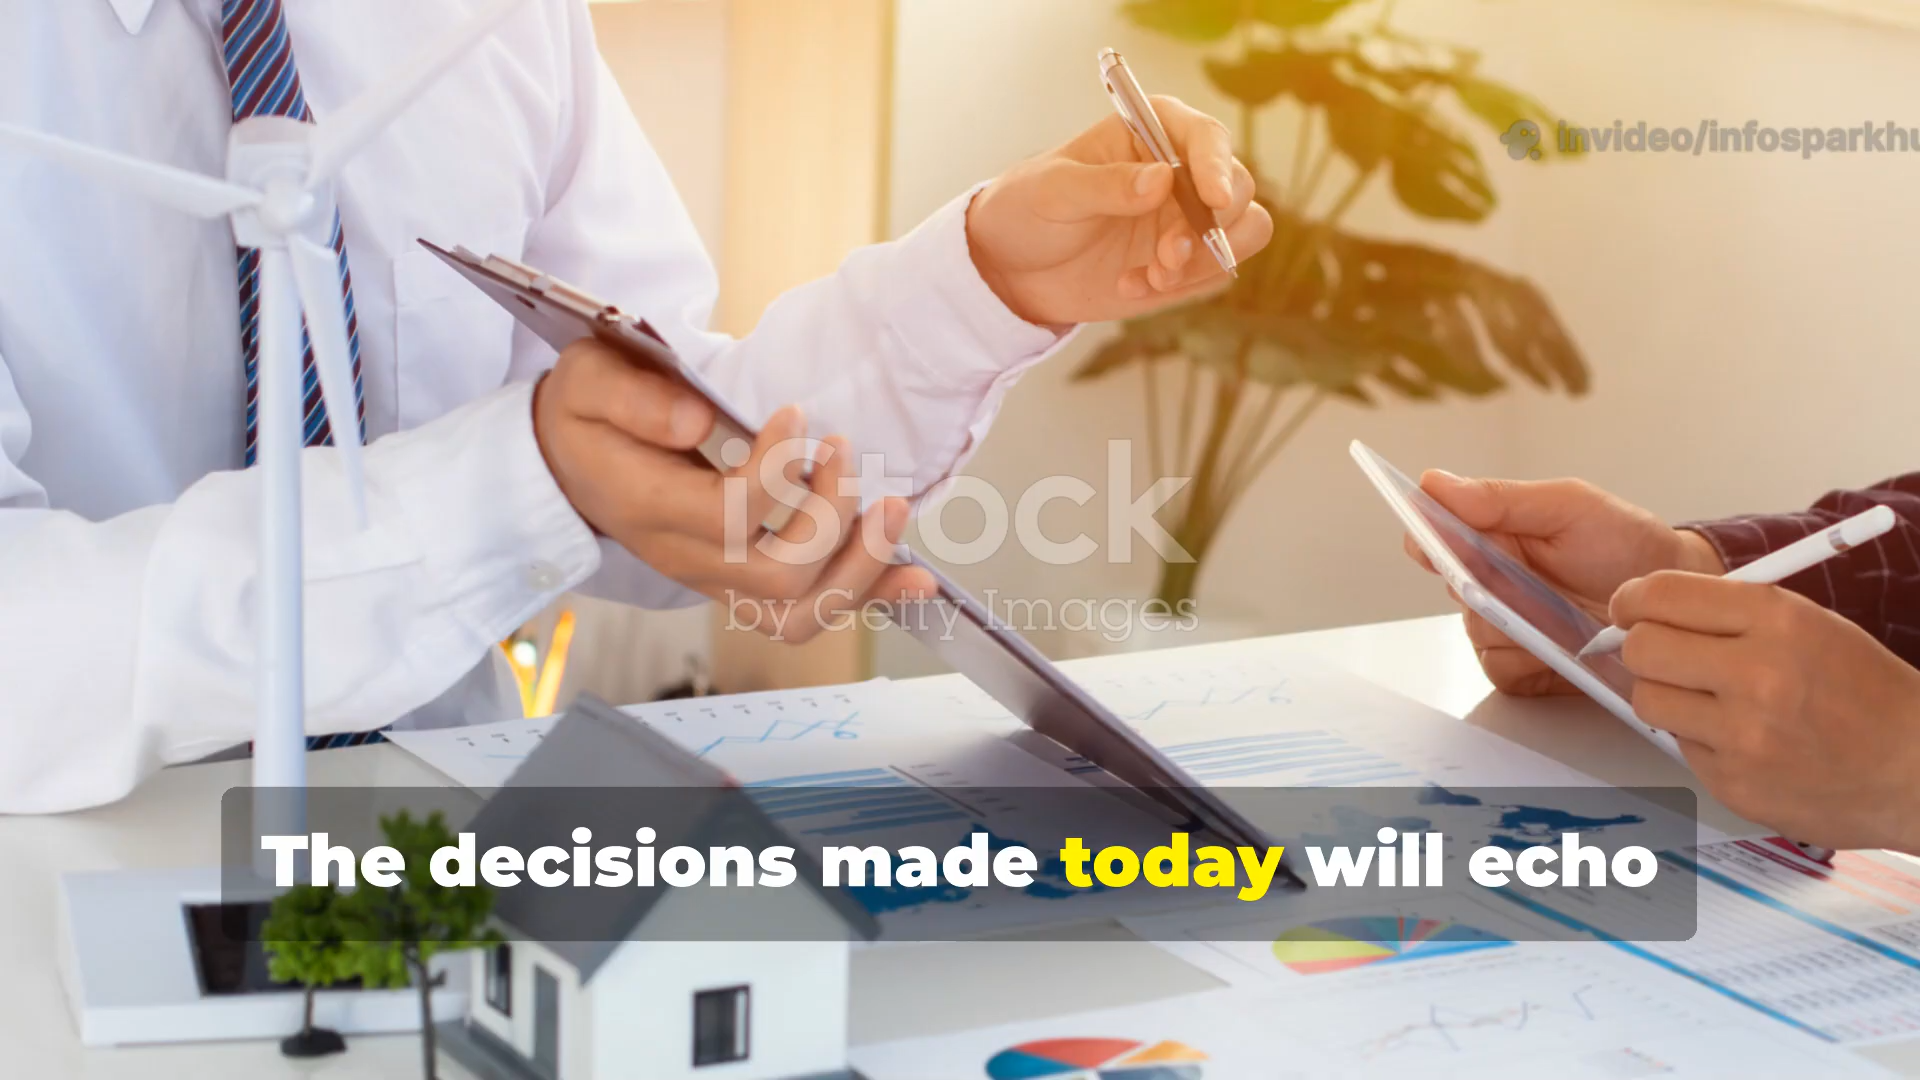 invideo/infosparkhu
iStock
by Getty Images
The decisions made today will echo